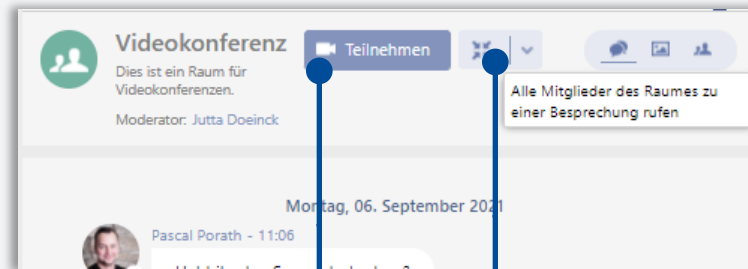 Videokonferenz
Teilnehmen
Dies ist ein Raum für
Videokonferenzen.
Moderator: Jutta Doeinck
Alle Mitglieder des Raumes zu
einer Besprechung rufen
Montag, 06. September 2021
Pascal Porath - 11:06